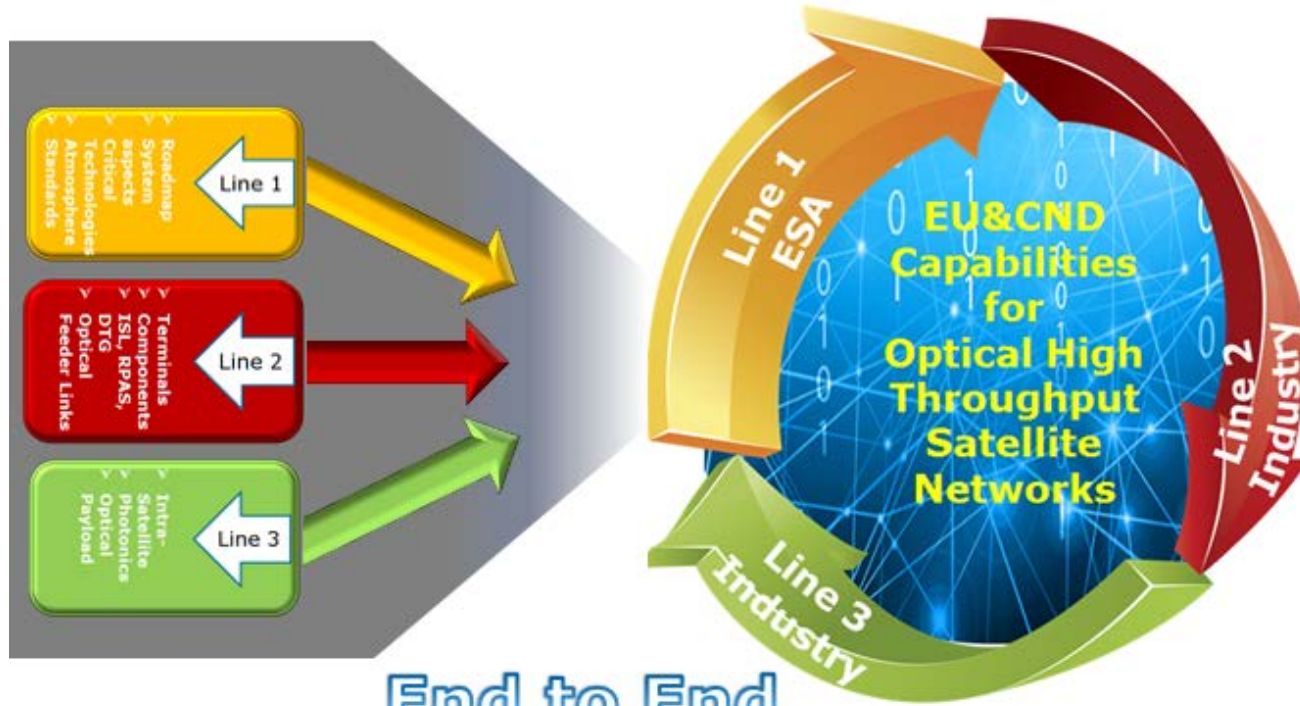 Line 1
Roadmap
System
aspects
Critical
Technologies
Atmosphere
Standards
Line 2
Terminals
Components
ISL, RPAS,
DTG
Optical
Feeder Links
Line 3
Intra-
Satellite
Photonics
Optical
Payload
Line 1
ESA
Line 2
Industry
Line 3
Industry
EU&CND
Capabilities
for
Optical High
Throughput
Satellite
Networks
End to End